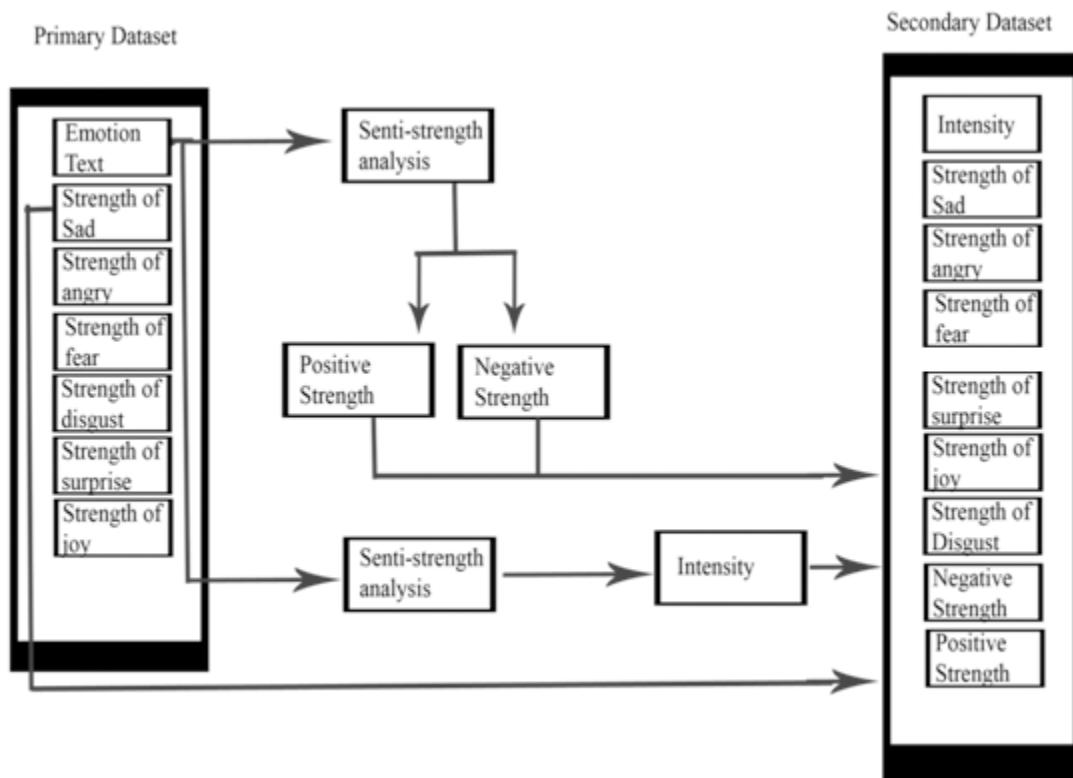 Primary Dataset
Emotion
Text
Strength of
Sad
Strength of
angry
Strength of
fear
Strength of
disgust
Strength of
surprise
Strength of
joy
Senti-strength
analysis
Positive
Strength
Negative
Strength
Senti-strength
analysis
Intensity
Secondary Dataset
Intensity
Strength of
Sad
Strength of
angry
Strength of
fear
Strength of
surprise
Strength of
joy
Strength of
Disgust
Negative
Strength
Positive
Strength